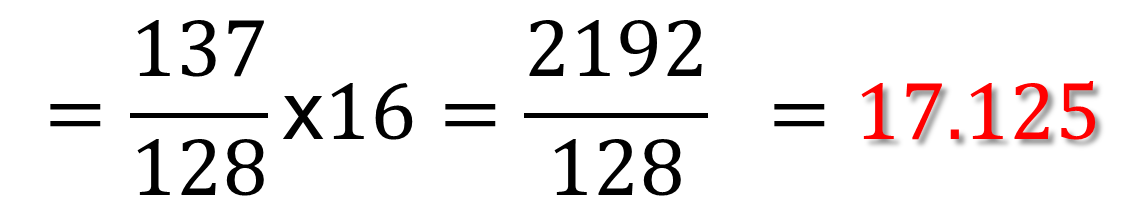 = 137/128 x16 = 2192/128 = 17.125